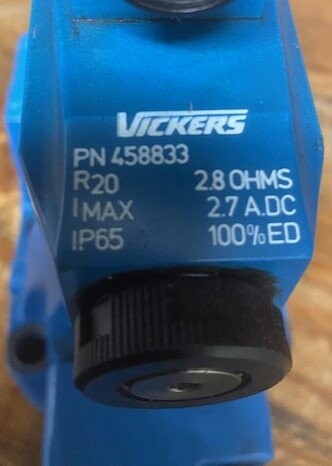 VICKERS
PN 458833
R20 2.8 OHMS
IMAX 2.7 A.DC
IP65 100% ED